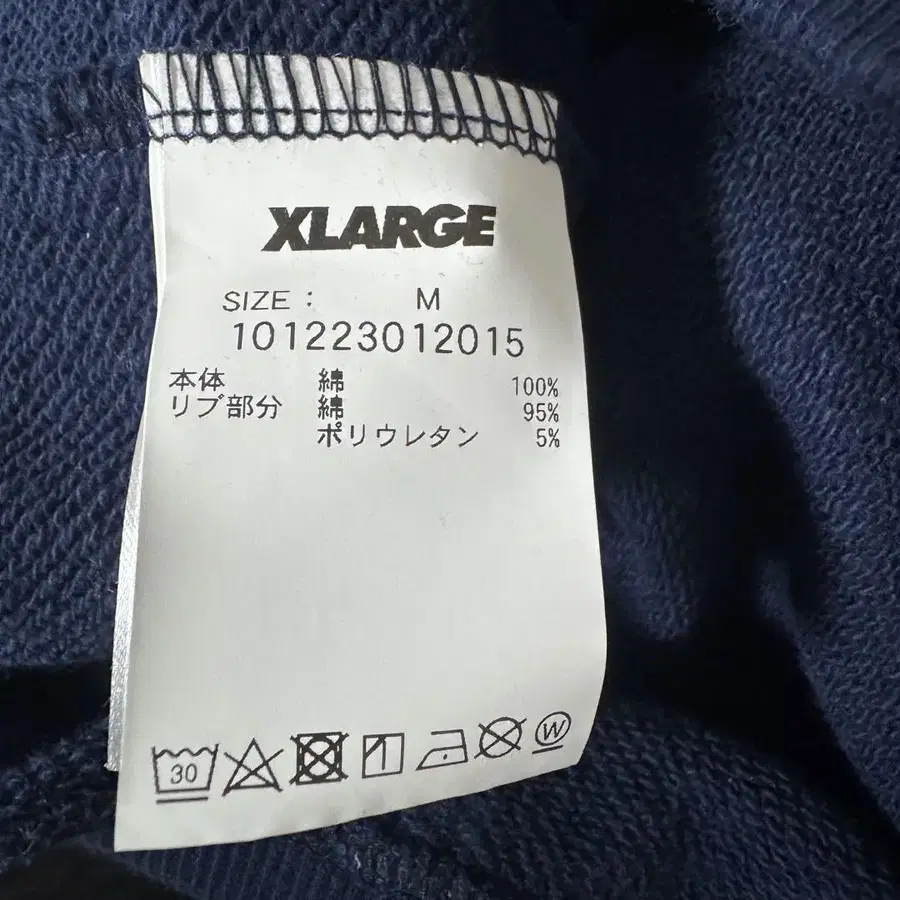 XLARGE
SIZE : M
101223012015
本体 綿 100%
リブ部分 綿 95%
ポリウレタン 5%
30
W